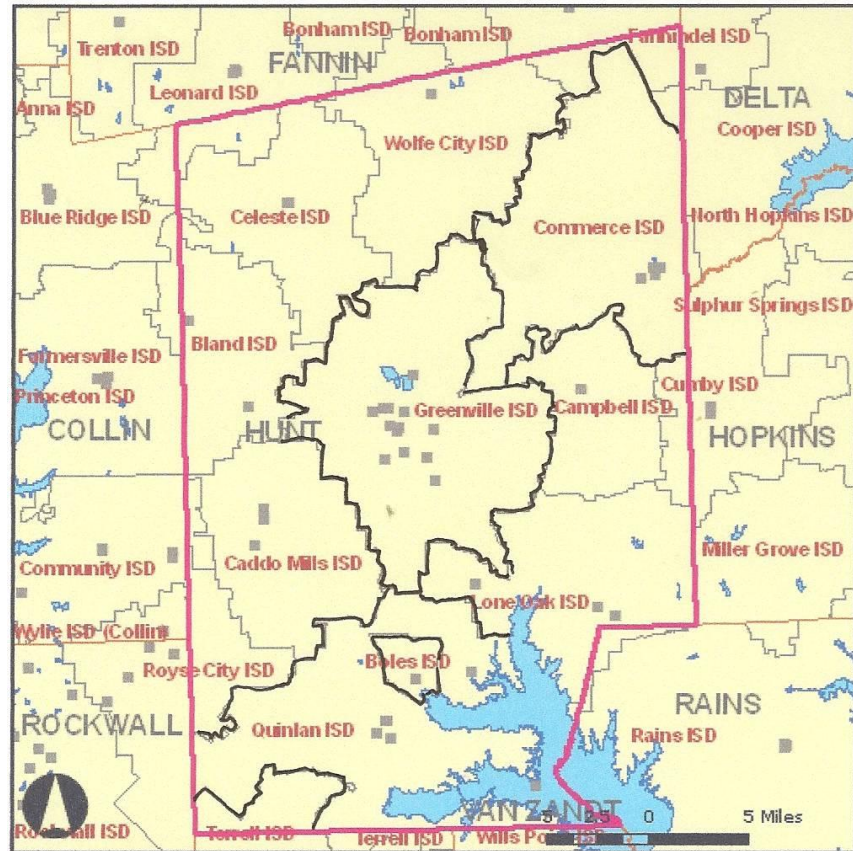 Trenton ISD
Bonham ISD
Bonham ISD
Fannindel ISD
FANNIN
Leonard ISD
Anna ISD
DELTA
Cooper ISD
Wolfe City ISD
Blue Ridge ISD
Celeste ISD
Commerce ISD
North Hopkins ISD
Sulphur Springs ISD
Bland ISD
Farmersville ISD
Princeton ISD
Cumby ISD
Greenville ISD
Campbell ISD
COLLIN
HUNT
HOPKINS
Caddo Mills ISD
Miller Grove ISD
Community ISD
Lone Oak ISD
Wylie ISD (Collin)
Royse City ISD
Boles ISD
ROCKWALL
Quinlan ISD
RAINS
Rains ISD
VAN ZANDT
Rockwall ISD
Terrell ISD
Terrell ISD
Wills Point ISD
5 2.5 0 5 Miles